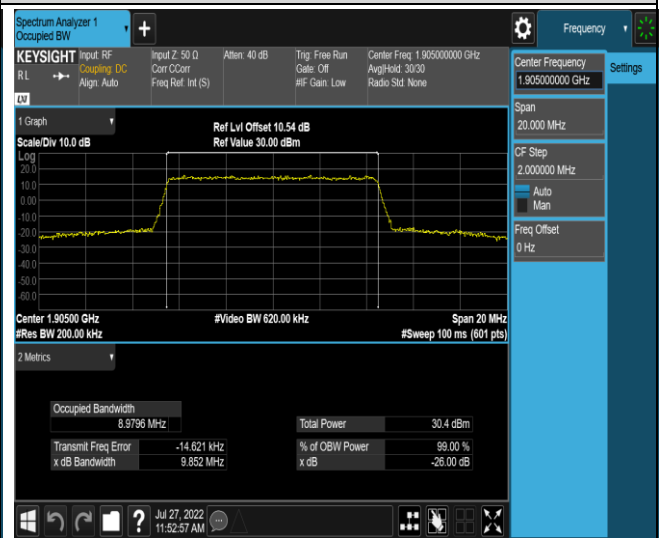 Spectrum Analyzer 1
Occupied BW
+
Frequency
KEYSIGHT
RL
LXI
Input: RF
Coupling: DC
Align: Auto
Input Z: 50 Ω
Corr CCorr
Freq Ref: Int (S)
Atten: 40 dB
Trig: Free Run
Gate: Off
#IF Gain: Low
Center Freq: 1.905000000 GHz
Avg|Hold: 30/30
Radio Std: None
Center Frequency
1.905000000 GHz
Settings
Span
20.000 MHz
CF Step
2.000000 MHz
Auto
Man
Freq Offset
0 Hz
1 Graph
Scale/Div 10.0 dB
Ref Lvl Offset 10.54 dB
Ref Value 30.00 dBm
Log
20.0
10.0
0.00
-10.0
-20.0
-30.0
-40.0
-50.0
-60.0
Center 1.90500 GHz
#Res BW 200.00 kHz
#Video BW 620.00 kHz
Span 20 MHz
#Sweep 100 ms (601 pts)
2 Metrics
Occupied Bandwidth
8.9796 MHz
Total Power 30.4 dBm
Transmit Freq Error -14.621 kHz
% of OBW Power 99.00 %
x dB Bandwidth 9.852 MHz
x dB -26.00 dB
?
Jul 27, 2022
11:52:57 AM